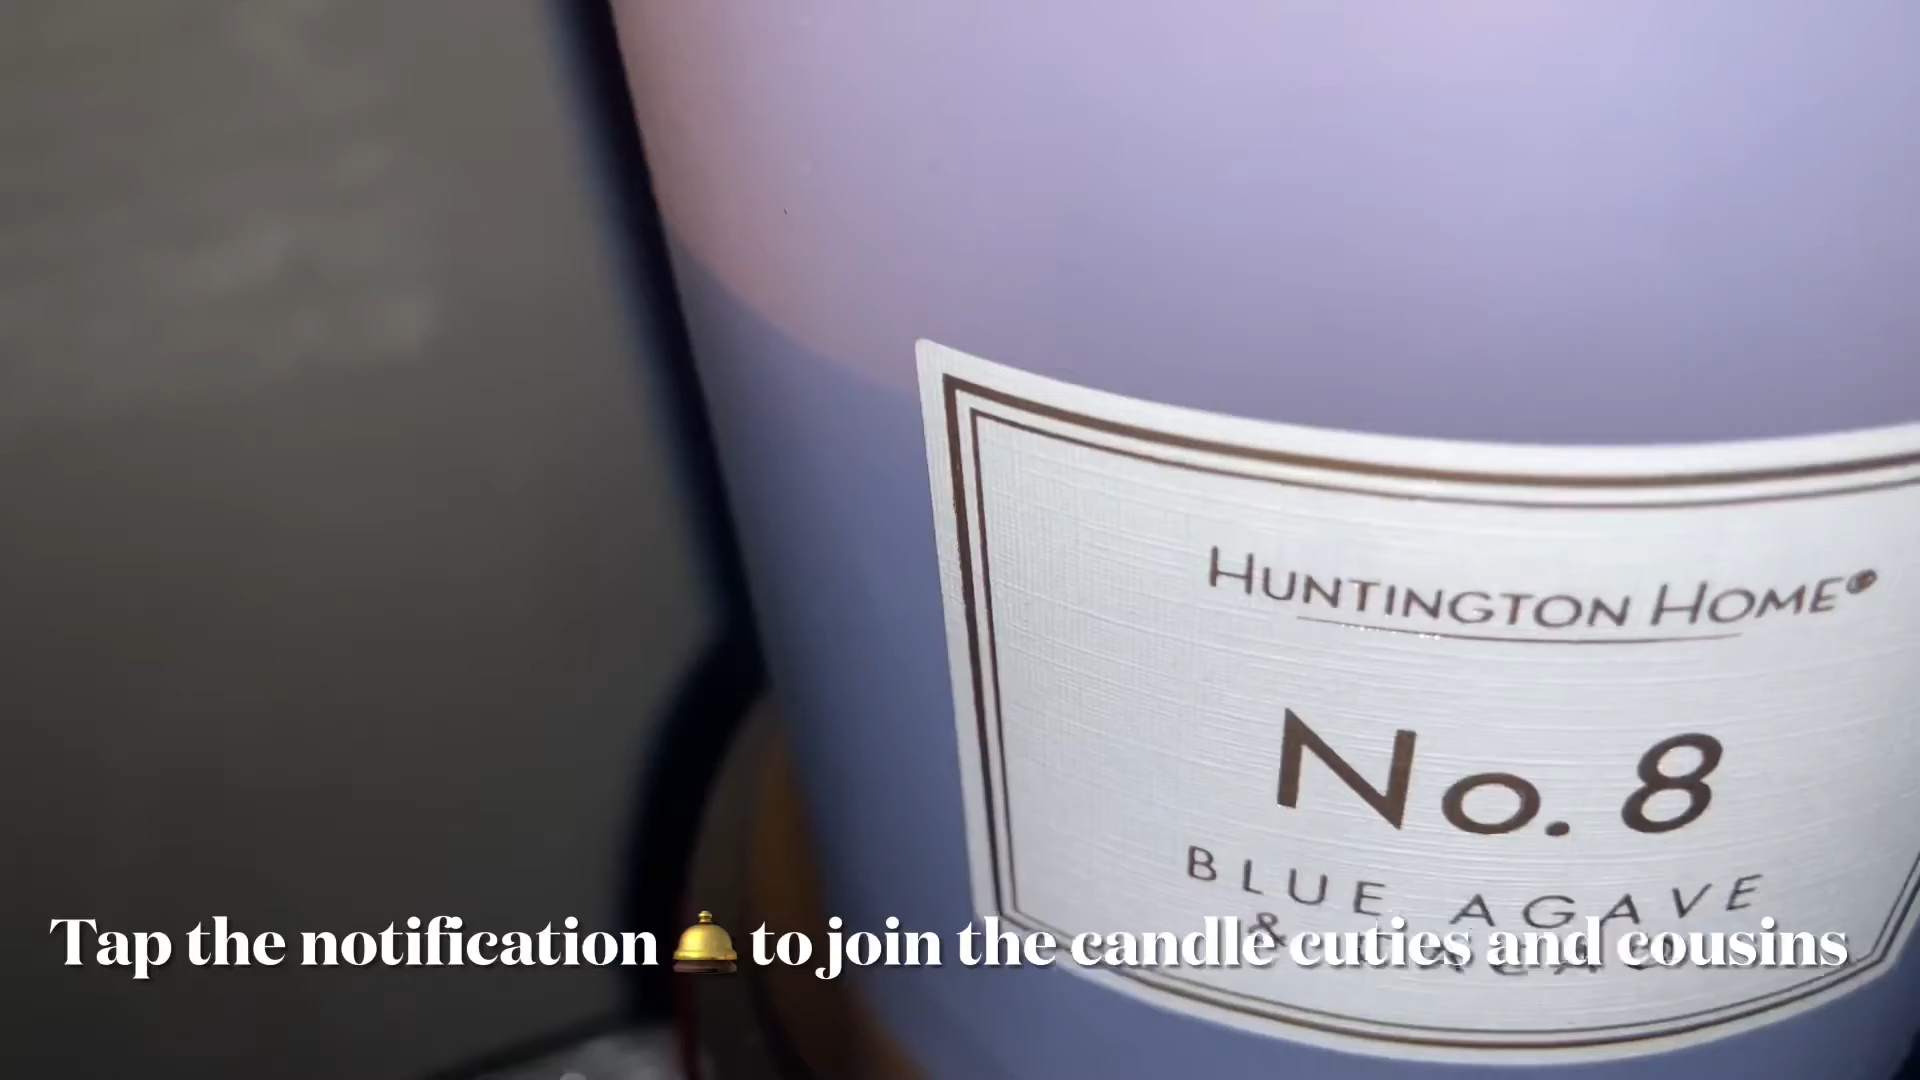 HUNTINGTON HOME®
No. 8
BLUE AGAVE
&
Tap the notification 🛎️ to join the candle cuties and cousins